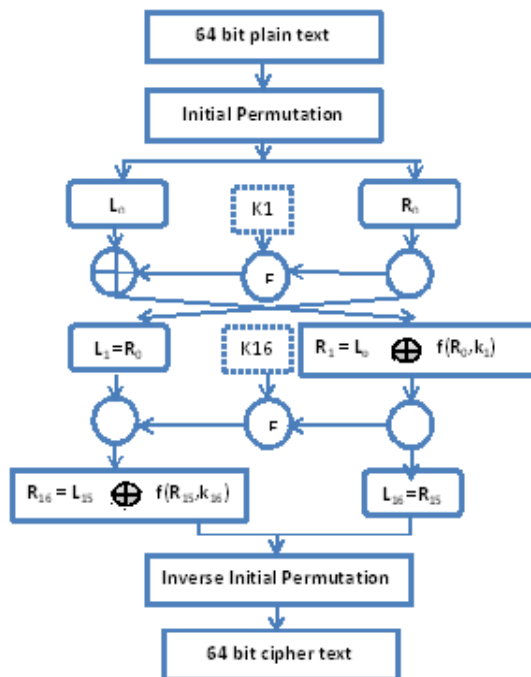 64 bit plain text
Initial Permutation
L₀
K1
R₀
F
L₁=R₀
K16
R₁ = L₀ ⊕ f(R₀,k₁)
F
R₁₆ = L₁₅ ⊕ f(R₁₅,k₁₆)
L₁₆=R₁₅
Inverse Initial Permutation
64 bit cipher text